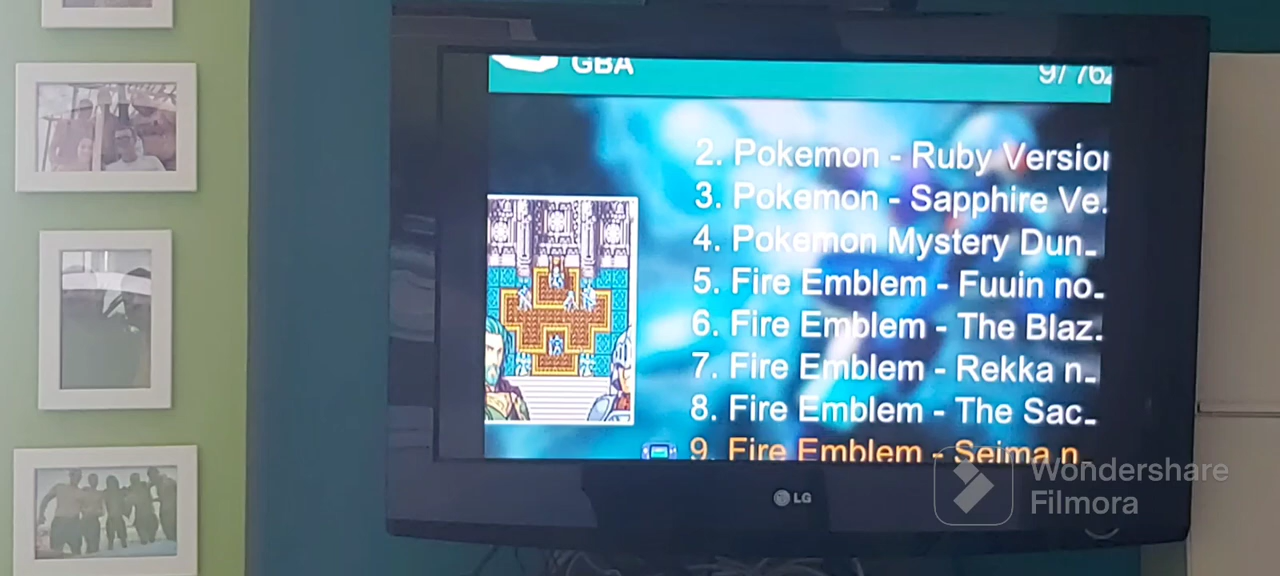 GBA
9/ 762
2. Pokemon - Ruby Version
3. Pokemon - Sapphire Ve.
4. Pokemon Mystery Dun..
5. Fire Emblem - Fuuin no..
6. Fire Emblem - The Blaz.
7. Fire Emblem - Rekka n..
8. Fire Emblem - The Sac..
9. Fire Emblem - Seima n..
LG
Wondershare
Filmora